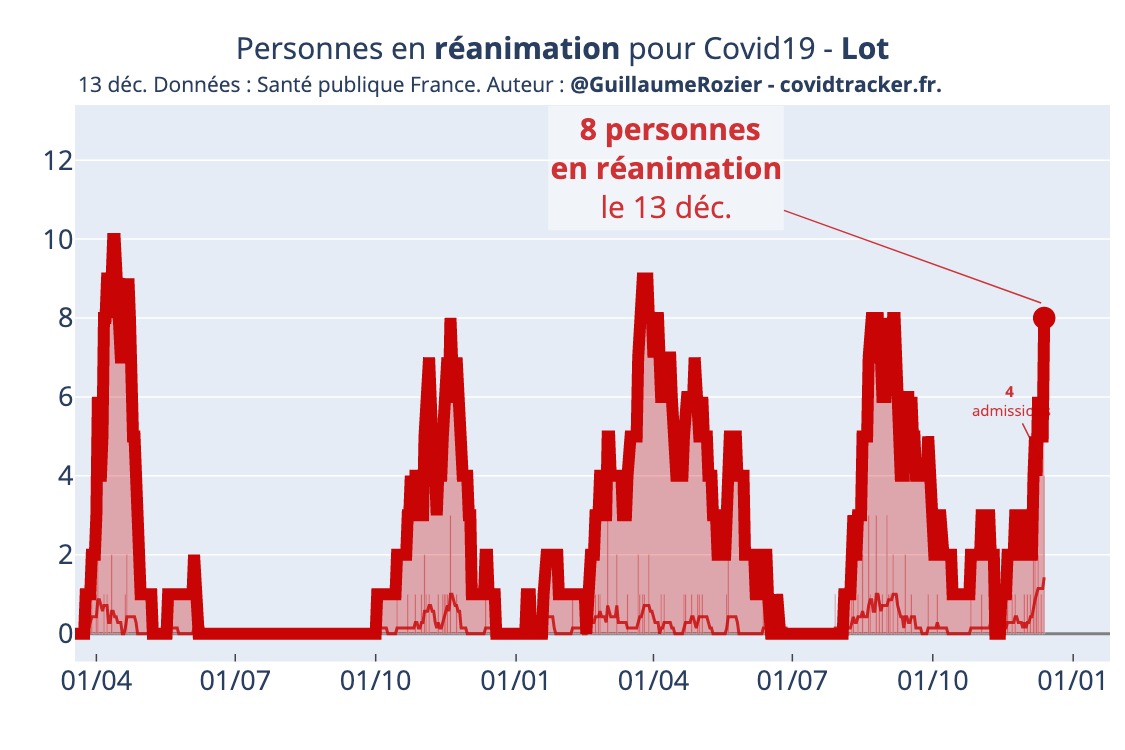 Personnes en réanimation pour Covid19 - Lot
13 déc. Données : Santé publique France. Auteur : @GuillaumeRozier - covidtracker.fr.
8 personnes
en réanimation
le 13 déc.
12
10
8
6
4
2
0
4
admissions
01/04
01/07
01/10
01/01
01/04
01/07
01/10
01/01